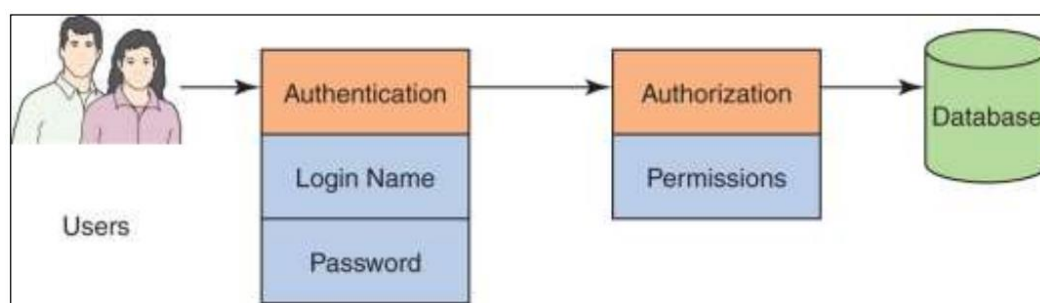 Users
Authentication
Login Name
Password
Authorization
Permissions
Database